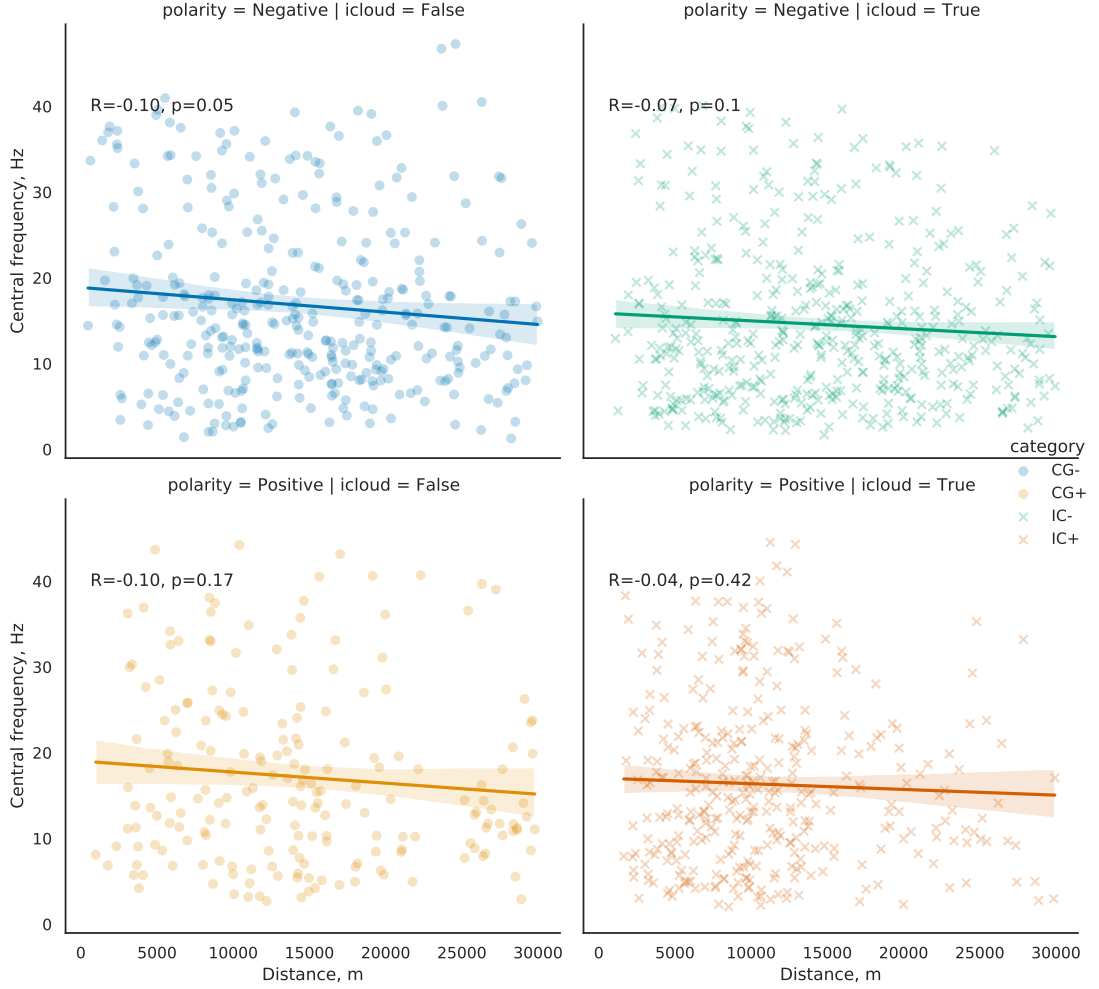 polarity = Negative | icloud = False
polarity = Negative | icloud = True
Central frequency, Hz
40
30
20
10
0
R=-0.10, p=0.05
R=-0.07, p=0.1
category
CG-
CG+
IC-
IC+
polarity = Positive | icloud = False
polarity = Positive | icloud = True
Central frequency, Hz
40
30
20
10
0
R=-0.10, p=0.17
R=-0.04, p=0.42
0 5000 10000 15000 20000 25000 30000
0 5000 10000 15000 20000 25000 30000
Distance, m
Distance, m